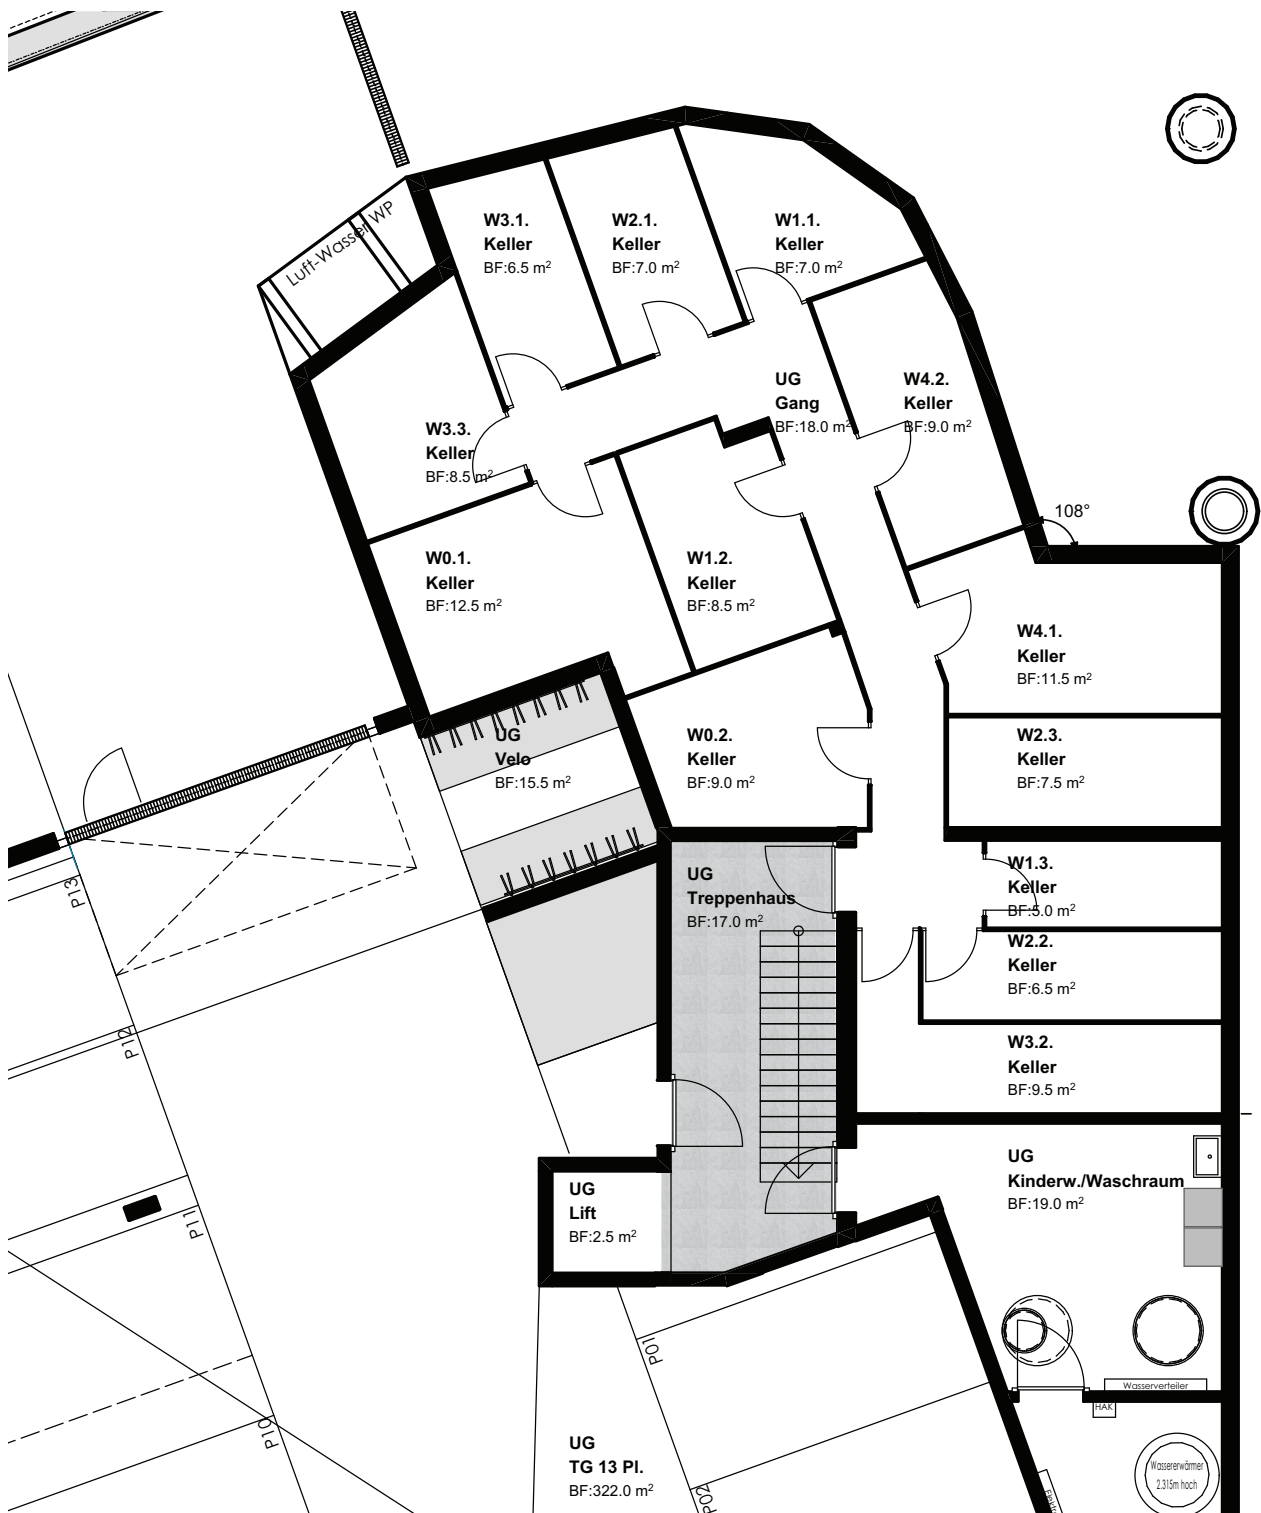 Luft-Wasser WP
W3.1.
Keller
BF:6.5 m²
W2.1.
Keller
BF:7.0 m²
W1.1.
Keller
BF:7.0 m²
UG
Gang
BF:18.0 m²
W4.2.
Keller
BF:9.0 m²
W3.3.
Keller
BF:8.5 m²
108°
W0.1.
Keller
BF:12.5 m²
W1.2.
Keller
BF:8.5 m²
W4.1.
Keller
BF:11.5 m²
UG
Velo
BF:15.5 m²
W0.2.
Keller
BF:9.0 m²
W2.3.
Keller
BF:7.5 m²
P13
UG
Treppenhaus
BF:17.0 m²
W1.3.
Keller
BF:5.0 m²
W2.2.
Keller
BF:6.5 m²
P12
W3.2.
Keller
BF:9.5 m²
UG
Kinderw./Waschraum
BF:19.0 m²
P11
UG
Lift
BF:2.5 m²
P01
Wasserverteiler
HAK
P10
UG
TG 13 Pl.
BF:322.0 m²
P02
Wassererwärmer
2.315m hoch